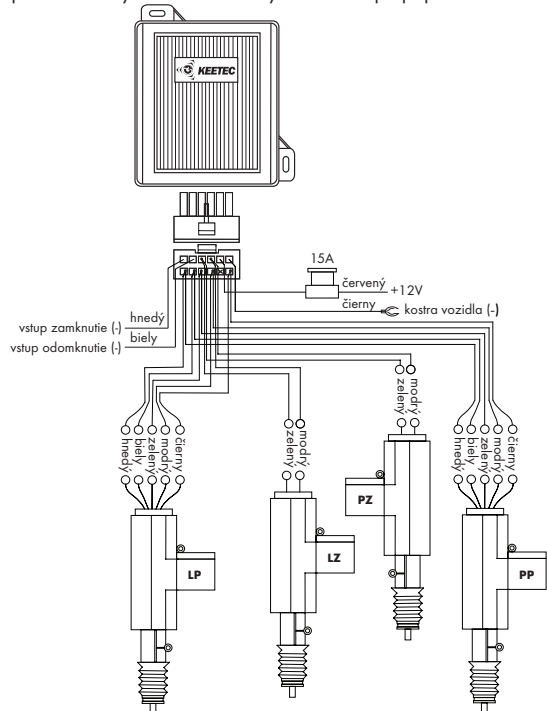 KEETEC
15A
červený
+12V
čierny
kostra vozidla (-)
hnedý
vstup zamknutie (-)
biely
vstup odomknutie (-)
zelený
modrý
hnedý
biely
zelený
modrý
čierny
zelený
modrý
hnedý
biely
zelený
modrý
čierny
PZ
LZ
LP
PP